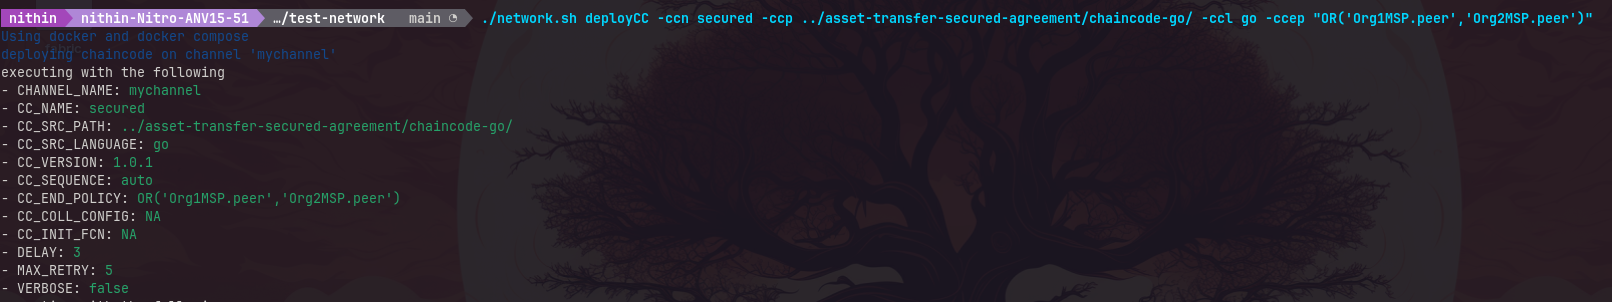 nithin nithin-Nitro-ANV15-51 …/test-network main ./network.sh deployCC -ccn secured -ccp ../asset-transfer-secured-agreement/chaincode-go/ -ccl go -ccep "OR('Org1MSP.peer','Org2MSP.peer')"
Using docker and docker compose
deploying chaincode on channel 'mychannel'
executing with the following
- CHANNEL_NAME: mychannel
- CC_NAME: secured
- CC_SRC_PATH: ../asset-transfer-secured-agreement/chaincode-go/
- CC_SRC_LANGUAGE: go
- CC_VERSION: 1.0.1
- CC_SEQUENCE: auto
- CC_END_POLICY: OR('Org1MSP.peer','Org2MSP.peer')
- CC_COLL_CONFIG: NA
- CC_INIT_FCN: NA
- DELAY: 3
- MAX_RETRY: 5
- VERBOSE: false